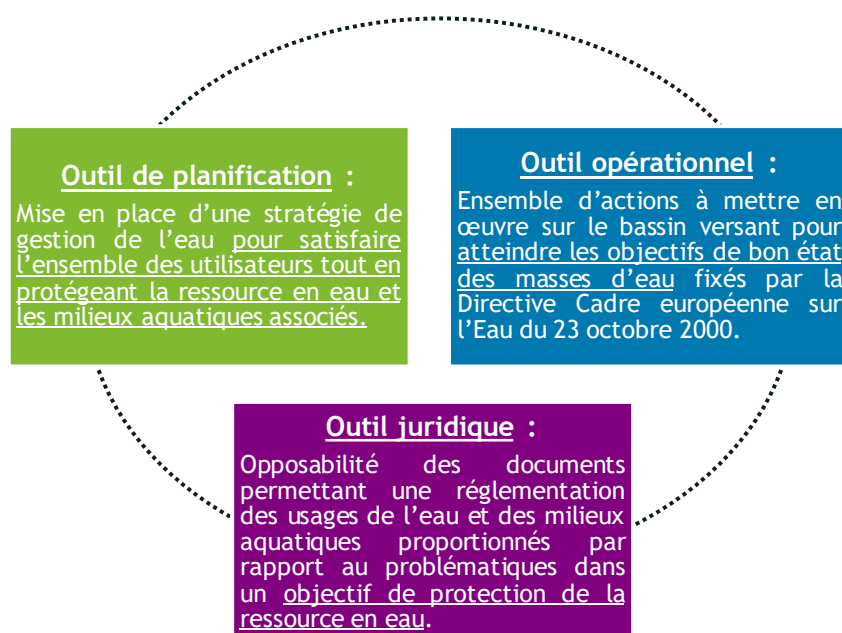 Outil de planification :
Mise en place d’une stratégie de
gestion de l’eau pour satisfaire
l’ensemble des utilisateurs tout en
protégeant la ressource en eau et
les milieux aquatiques associés.
Outil opérationnel :
Ensemble d’actions à mettre en
œuvre sur le bassin versant pour
atteindre les objectifs de bon état
des masses d’eau fixés par la
Directive Cadre européenne sur
l’Eau du 23 octobre 2000.
Outil juridique :
Opposabilité des documents
permettant une réglementation
des usages de l’eau et des milieux
aquatiques proportionnés par
rapport au problématiques dans
un objectif de protection de la
ressource en eau.